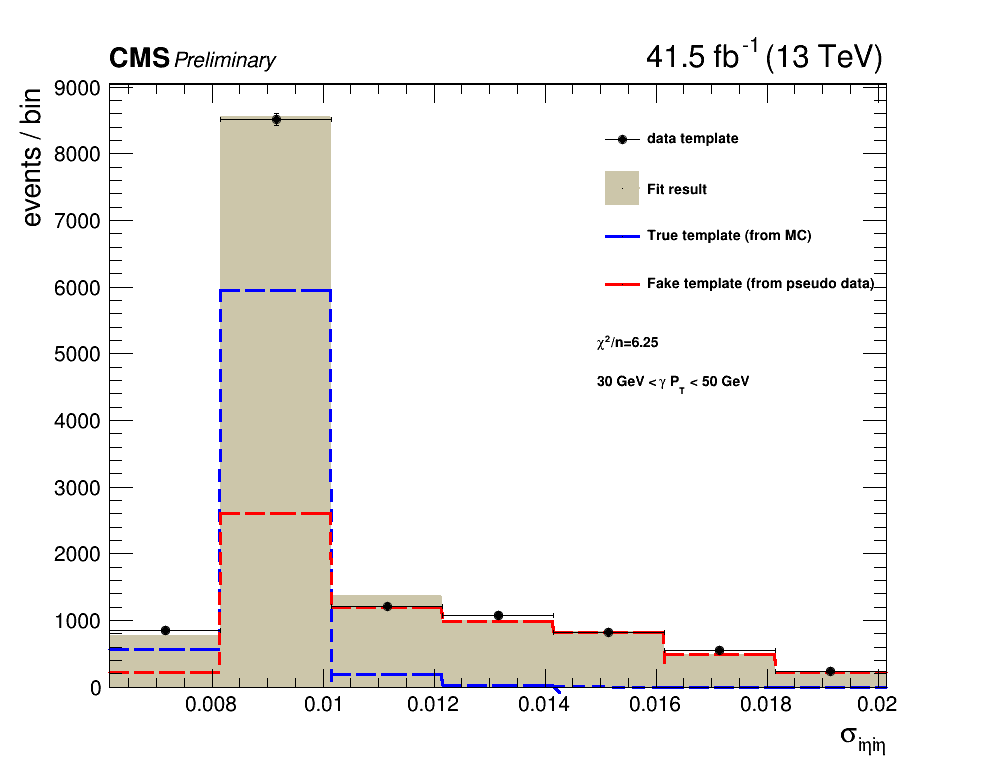 CMS Preliminary 41.5 fb⁻¹ (13 TeV)
events / bin
9000
8000
7000
6000
5000
4000
3000
2000
1000
0
data template
Fit result
True template (from MC)
Fake template (from pseudo data)
χ²/n=6.25
30 GeV < γ P_T < 50 GeV
0.008 0.01 0.012 0.014 0.016 0.018 0.02
σ_iηiη